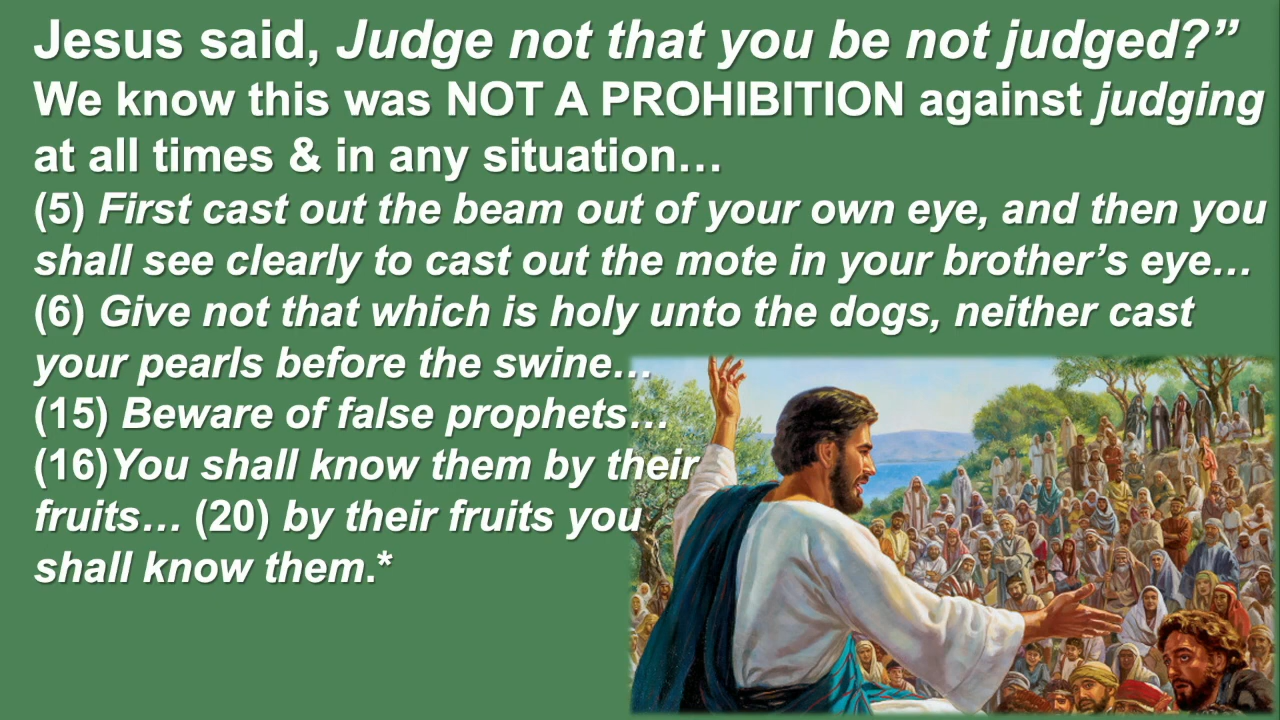 Jesus said, Judge not that you be not judged?”
We know this was NOT A PROHIBITION against judging
at all times & in any situation…
(5) First cast out the beam out of your own eye, and then you
shall see clearly to cast out the mote in your brother’s eye…
(6) Give not that which is holy unto the dogs, neither cast
your pearls before the swine…
(15) Beware of false prophets…
(16)You shall know them by their
fruits… (20) by their fruits you
shall know them.*